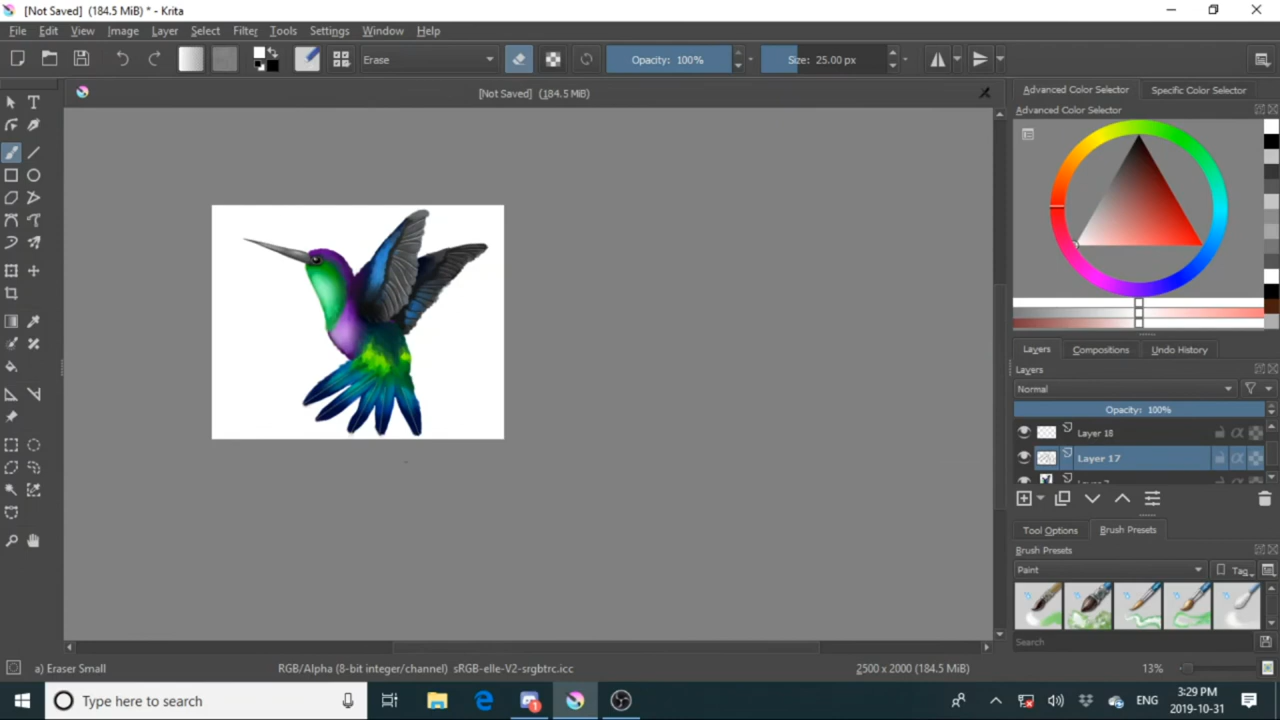 [Not Saved] (184.5 MiB) * - Krita
File Edit View Image Layer Select Filter Tools Settings Window Help
Erase Opacity: 100% Size: 25.00 px
[Not Saved] (184.5 MiB)
Advanced Color Selector Specific Color Selector
Advanced Color Selector
Layers Compositions Undo History
Layers
Normal
Opacity: 100%
Layer 18
Layer 17
Tool Options Brush Presets
Brush Presets
Paint Tag
Search
a) Eraser Small RGB/Alpha (8-bit integer/channel) sRGB-elle-V2-srgbtrc.icc 2500 x 2000 (184.5 MiB) 13%
Type here to search ENG 3:29 PM
2019-10-31